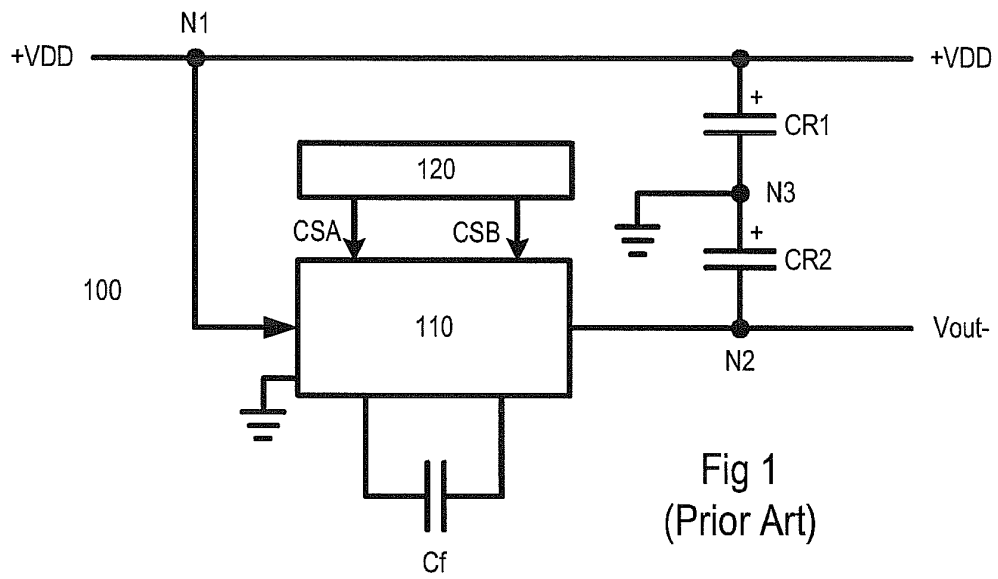 N1
+VDD
+VDD
+
CR1
120
N3
CSA
CSB
+
CR2
100
110
Vout-
N2
Cf
Fig 1
(Prior Art)